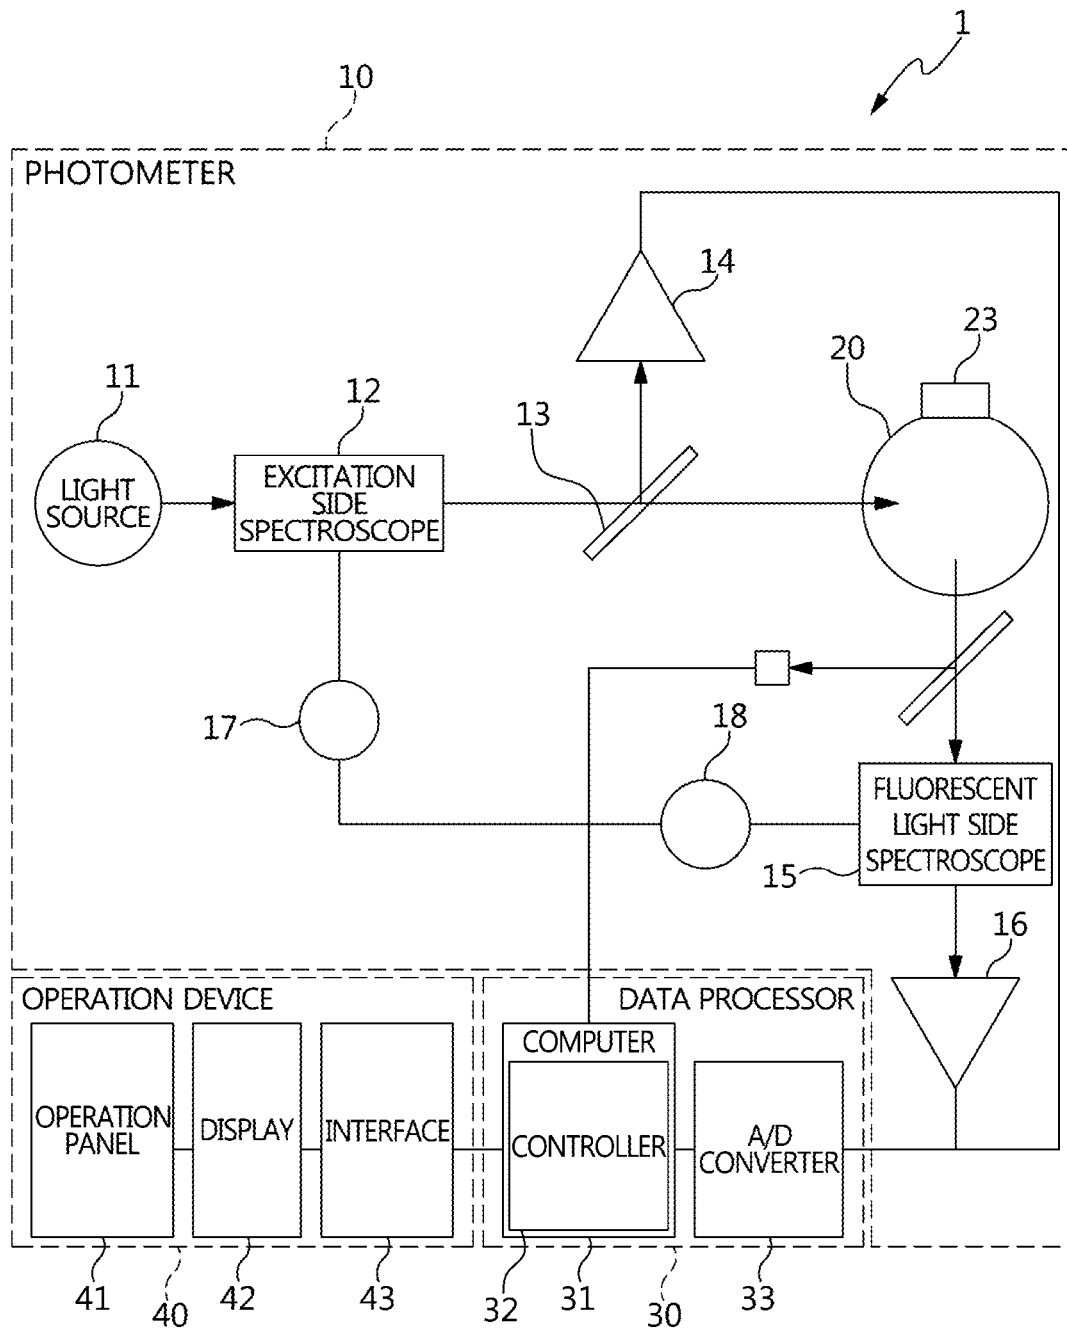 1
10
PHOTOMETER
14
23
20
11
12
13
LIGHT
SOURCE
EXCITATION
SIDE
SPECTROSCOPE
17
18
FLUORESCENT
LIGHT SIDE
SPECTROSCOPE
15
16
OPERATION DEVICE
DATA PROCESSOR
COMPUTER
OPERATION
PANEL
DISPLAY
INTERFACE
CONTROLLER
A/D
CONVERTER
41
40
42
43
32
31
30
33